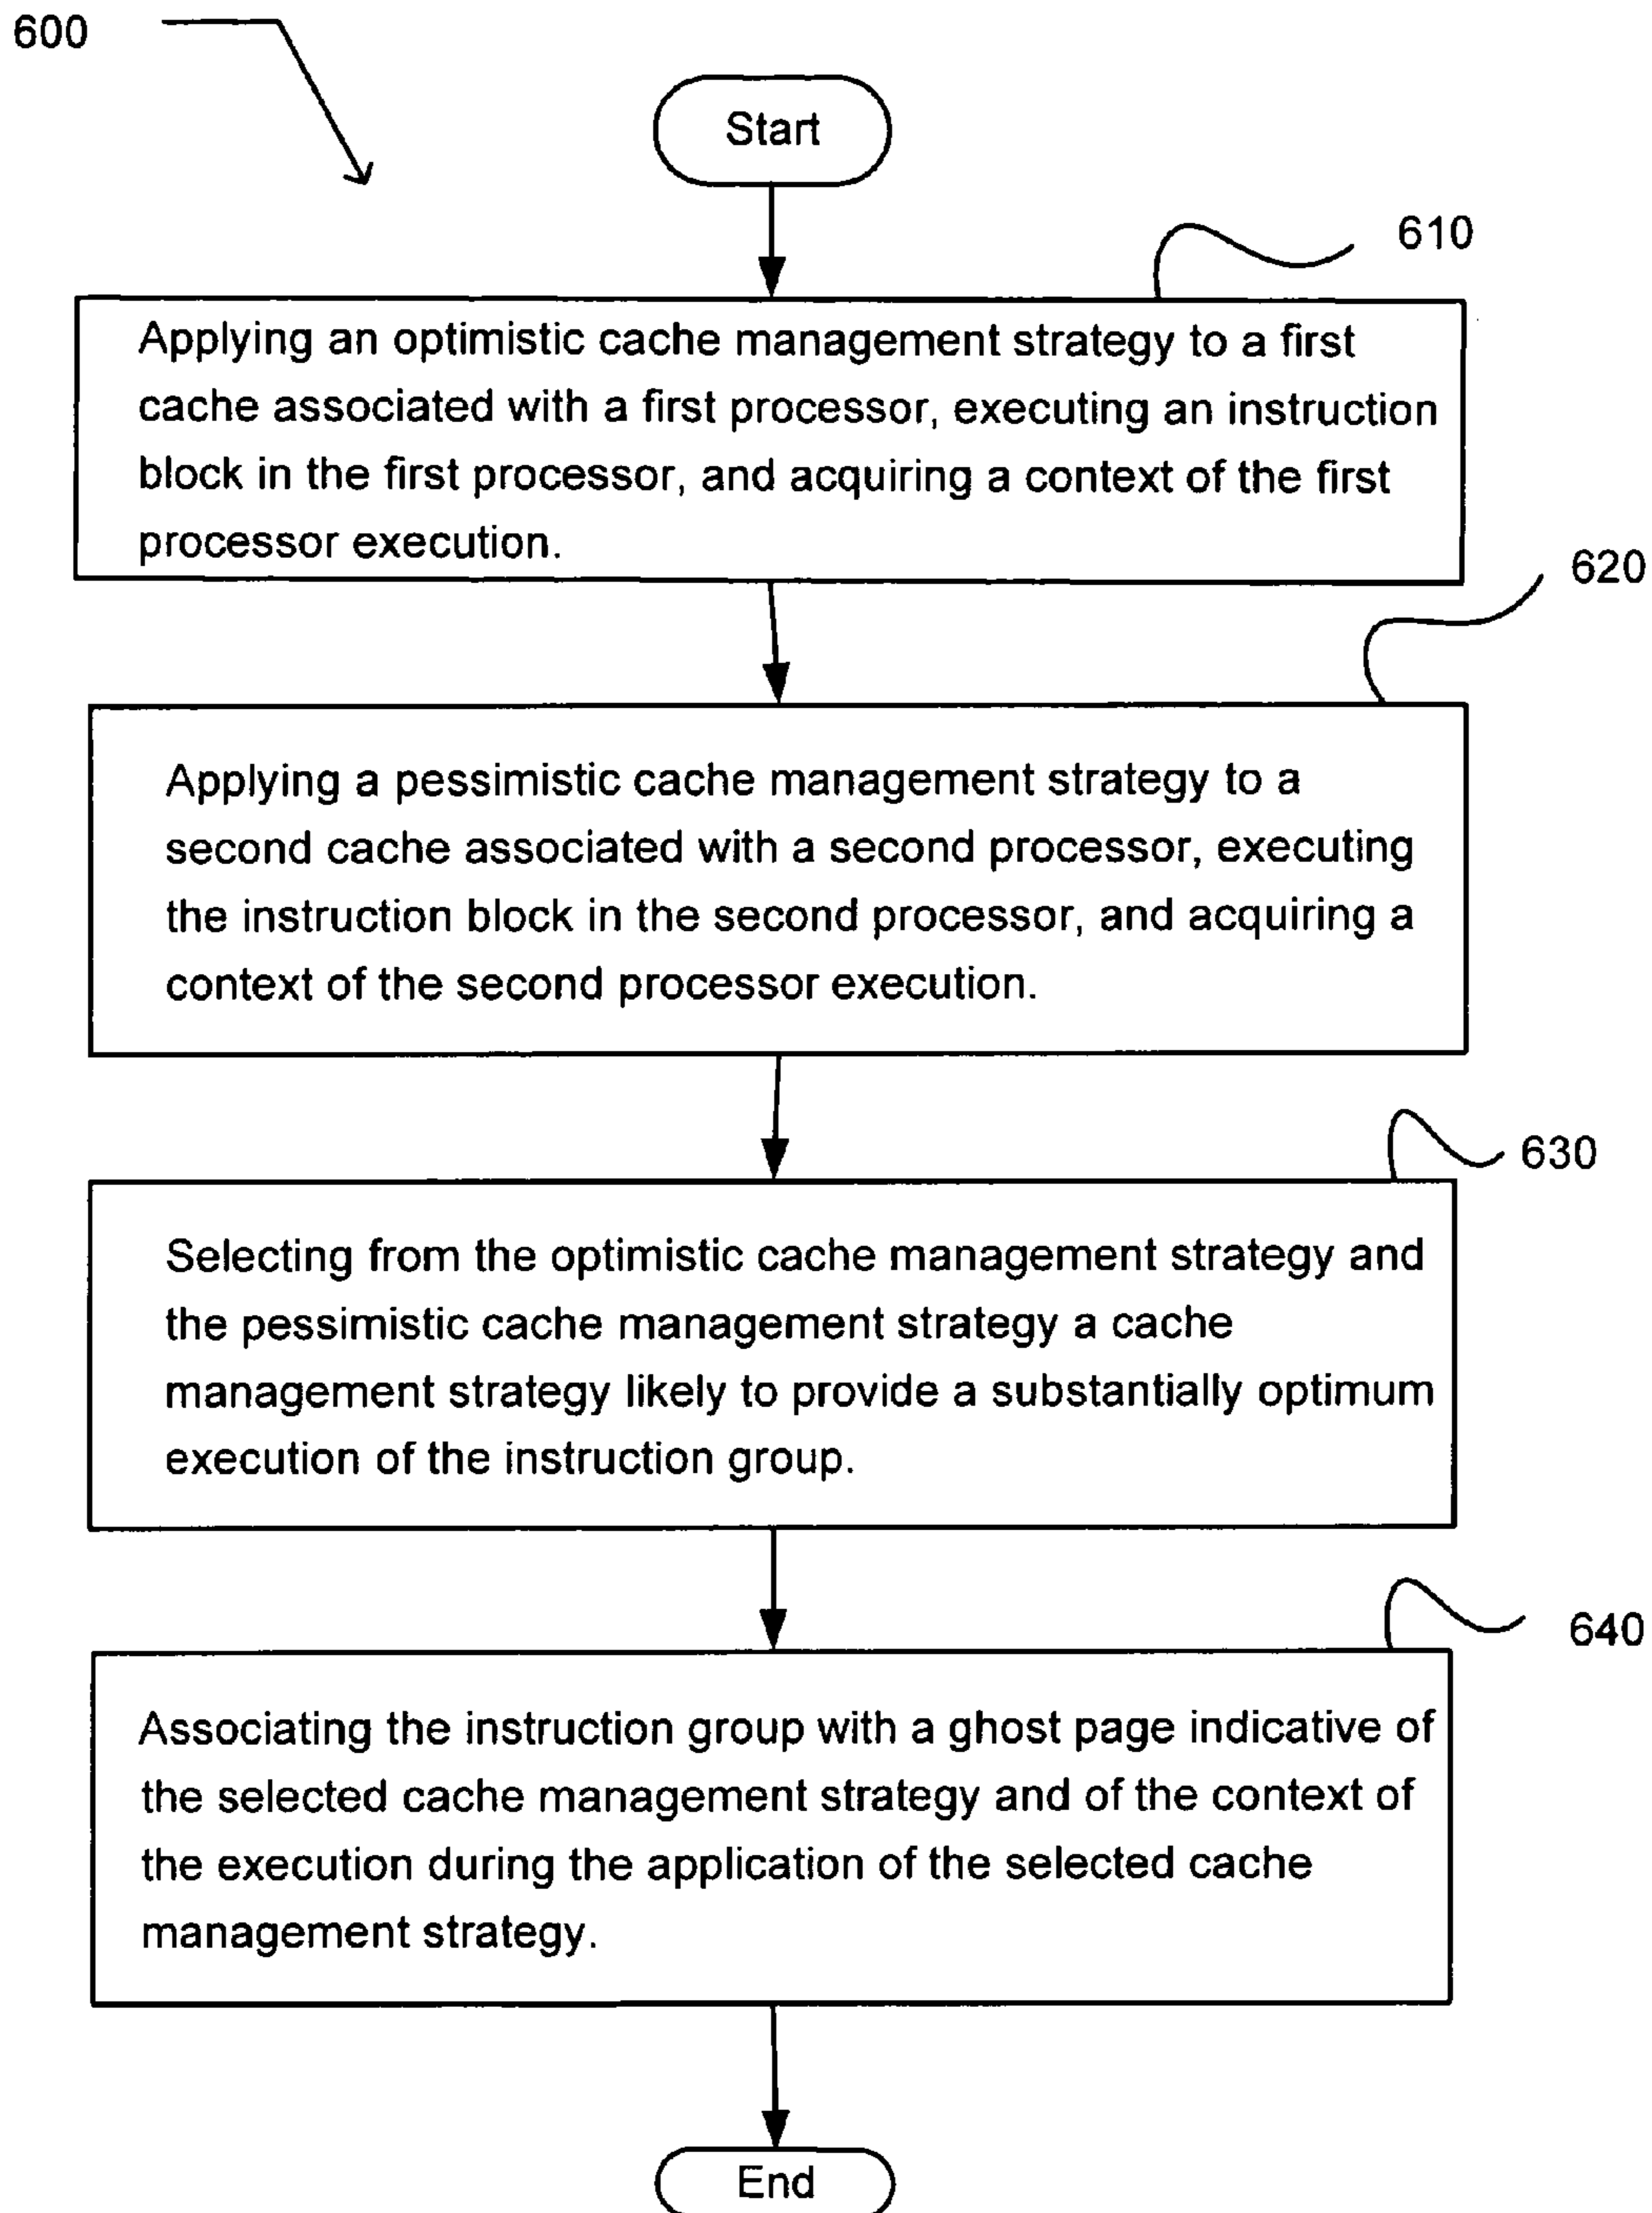 600
Start
610
Applying an optimistic cache management strategy to a first
cache associated with a first processor, executing an instruction
block in the first processor, and acquiring a context of the first
processor execution.
620
Applying a pessimistic cache management strategy to a
second cache associated with a second processor, executing
the instruction block in the second processor, and acquiring a
context of the second processor execution.
630
Selecting from the optimistic cache management strategy and
the pessimistic cache management strategy a cache
management strategy likely to provide a substantially optimum
execution of the instruction group.
640
Associating the instruction group with a ghost page indicative of
the selected cache management strategy and of the context of
the execution during the application of the selected cache
management strategy.
End